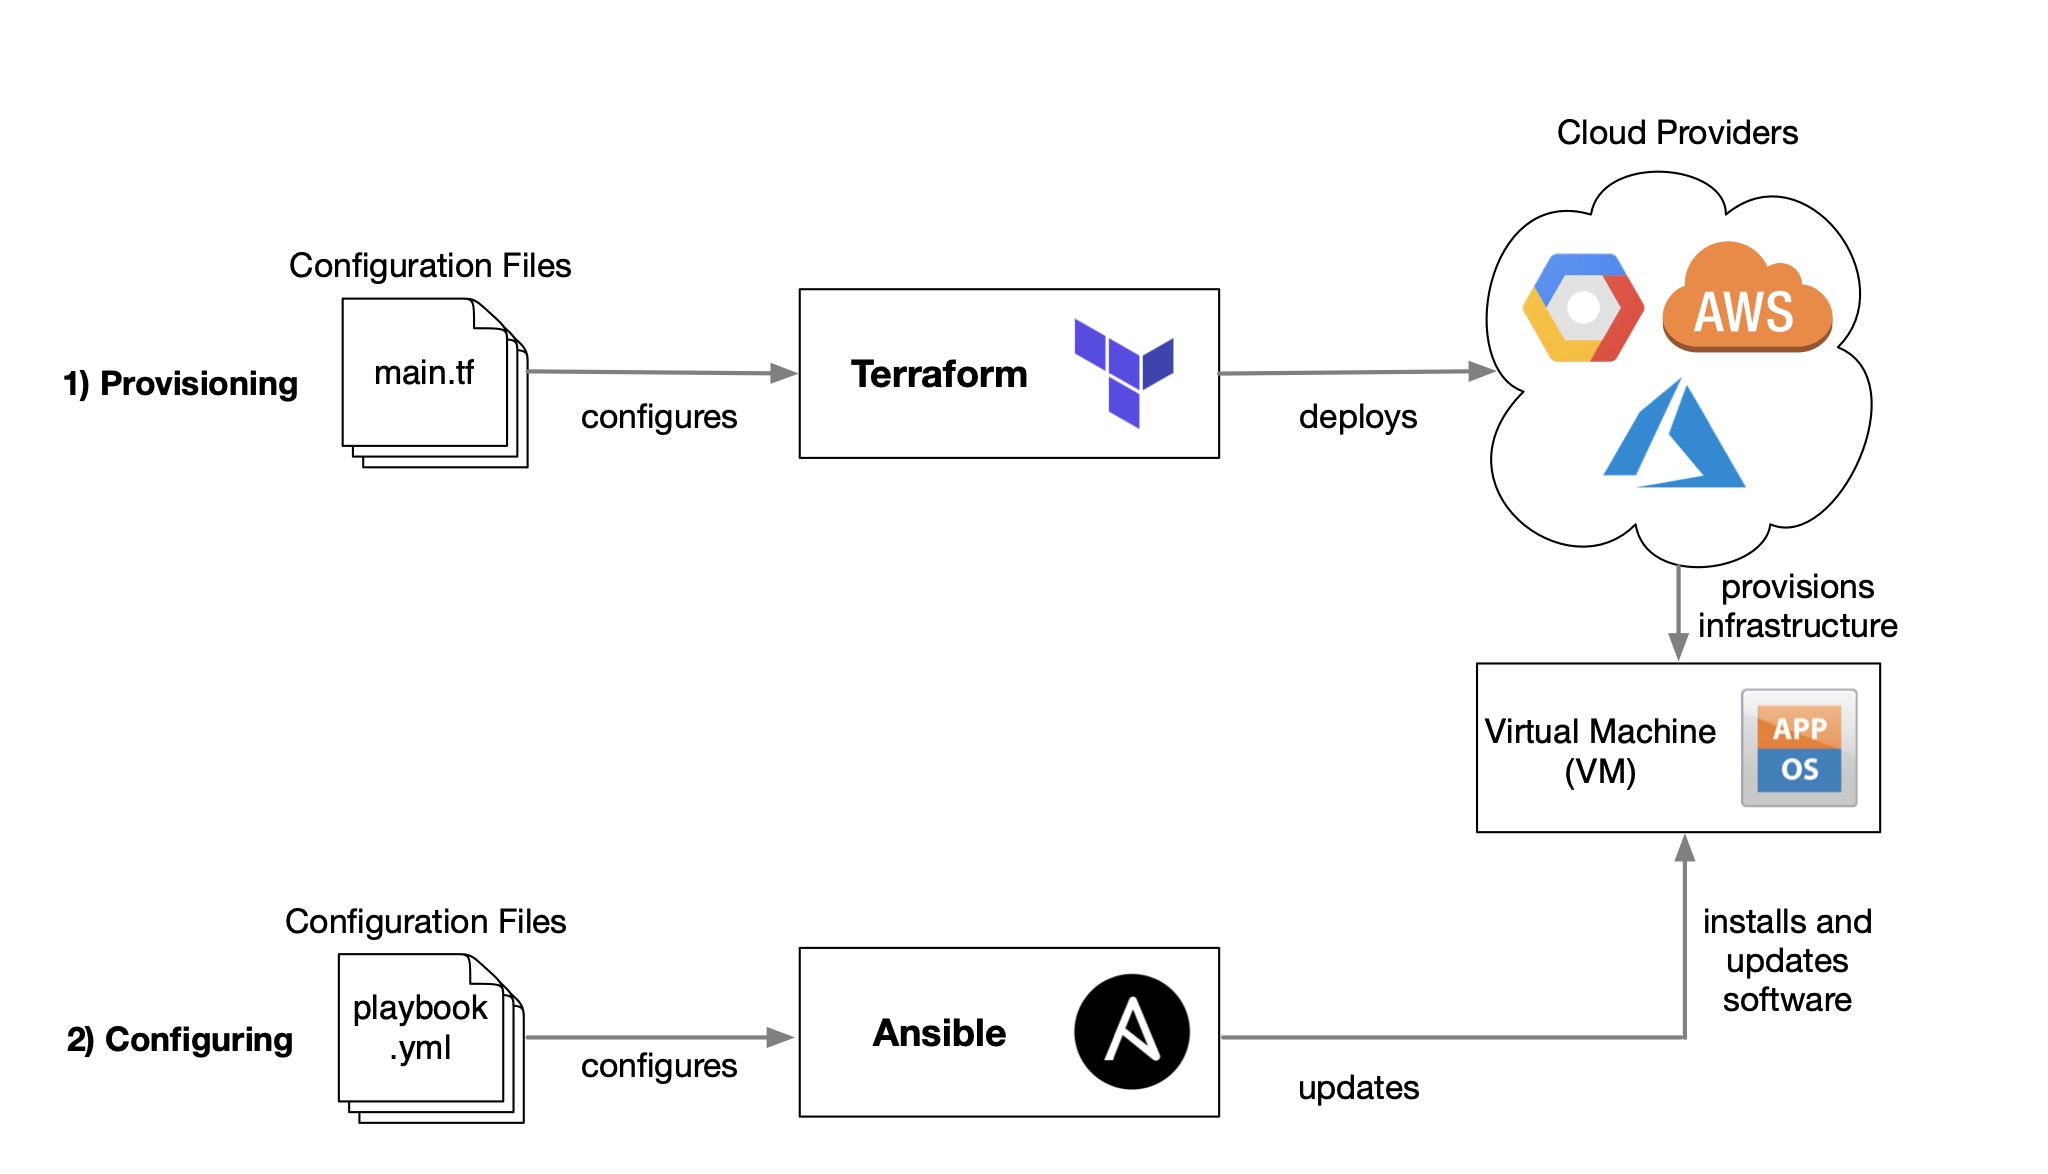 Cloud Providers
Configuration Files
AWS
main.tf
Terraform
1) Provisioning
configures
deploys
provisions
infrastructure
Virtual Machine
(VM)
APP
OS
Configuration Files
installs and
updates
software
playbook
.yml
Ansible
2) Configuring
configures
updates